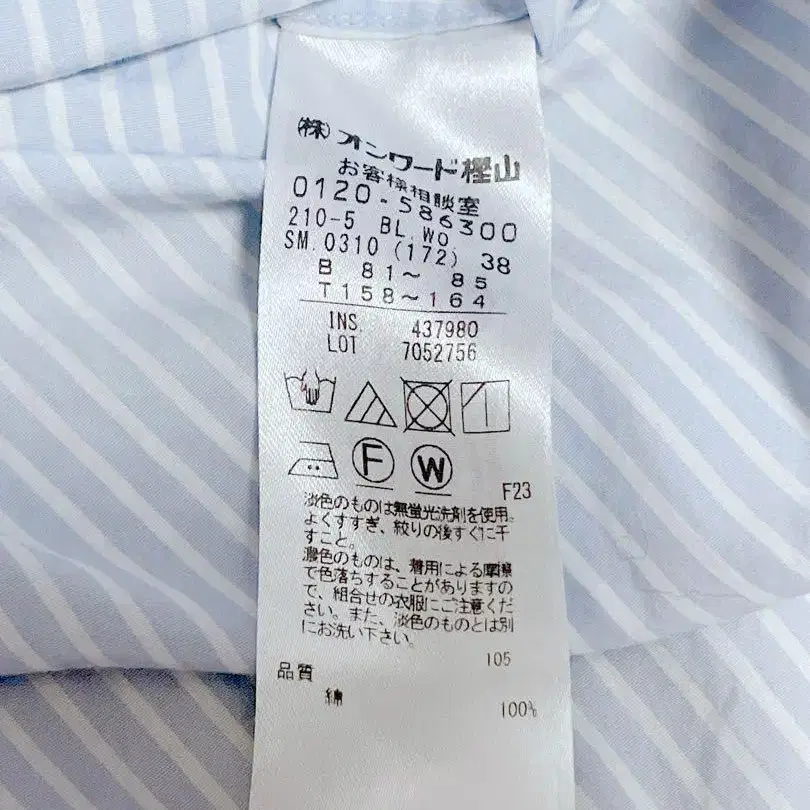 (株)オンワード樫山
お客様相談室
0120-586300
210-5 BL.WO.
SM.0310 (172) 38
B 81～ 85
T158～164
INS. 437980
LOT 7052756
F W
F23
淡色のものは無蛍光洗剤を使用。
よくすすぎ、絞りの後すぐに干
すこと。
濃色のものは、着用による摩擦
で色落ちすることがありますの
で、組合せの衣服にご注意くだ
さい。また、淡色のものとは別
にお洗い下さい。
105
品質
綿 100%